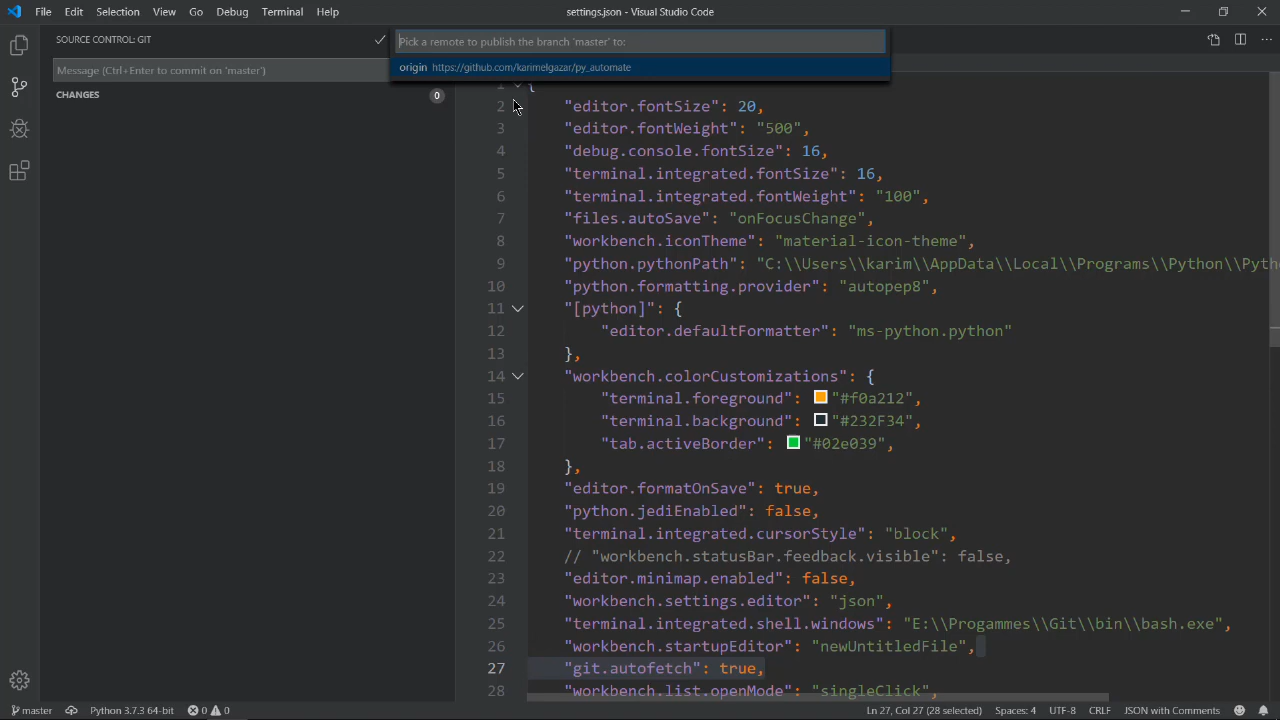 File Edit Selection View Go Debug Terminal Help settings.json - Visual Studio Code
SOURCE CONTROL: GIT
Pick a remote to publish the branch 'master' to:
Message (Ctrl+Enter to commit on 'master')
origin https://github.com/karimelgazar/py_automate
CHANGES 0
1 {
2 "editor.fontSize": 20,
3 "editor.fontWeight": "500",
4 "debug.console.fontSize": 16,
5 "terminal.integrated.fontSize": 16,
6 "terminal.integrated.fontWeight": "100",
7 "files.autoSave": "onFocusChange",
8 "workbench.iconTheme": "material-icon-theme",
9 "python.pythonPath": "C:\\Users\\karim\\AppData\\Local\\Programs\\Python\\Pyth
10 "python.formatting.provider": "autopep8",
11 "[python]": {
12 "editor.defaultFormatter": "ms-python.python"
13 },
14 "workbench.colorCustomizations": {
15 "terminal.foreground": "#f0a212",
16 "terminal.background": "#232F34",
17 "tab.activeBorder": "#02e039",
18 },
19 "editor.formatOnSave": true,
20 "python.jediEnabled": false,
21 "terminal.integrated.cursorStyle": "block",
22 // "workbench.statusBar.feedback.visible": false,
23 "editor.minimap.enabled": false,
24 "workbench.settings.editor": "json",
25 "terminal.integrated.shell.windows": "E:\\Progammes\\Git\\bin\\bash.exe",
26 "workbench.startupEditor": "newUntitledFile",
27 "git.autofetch": true,
28 "workbench.list.openMode": "singleClick",
master Python 3.7.3 64-bit 0 0 Ln 27, Col 27 (28 selected) Spaces: 4 UTF-8 CRLF JSON with Comments